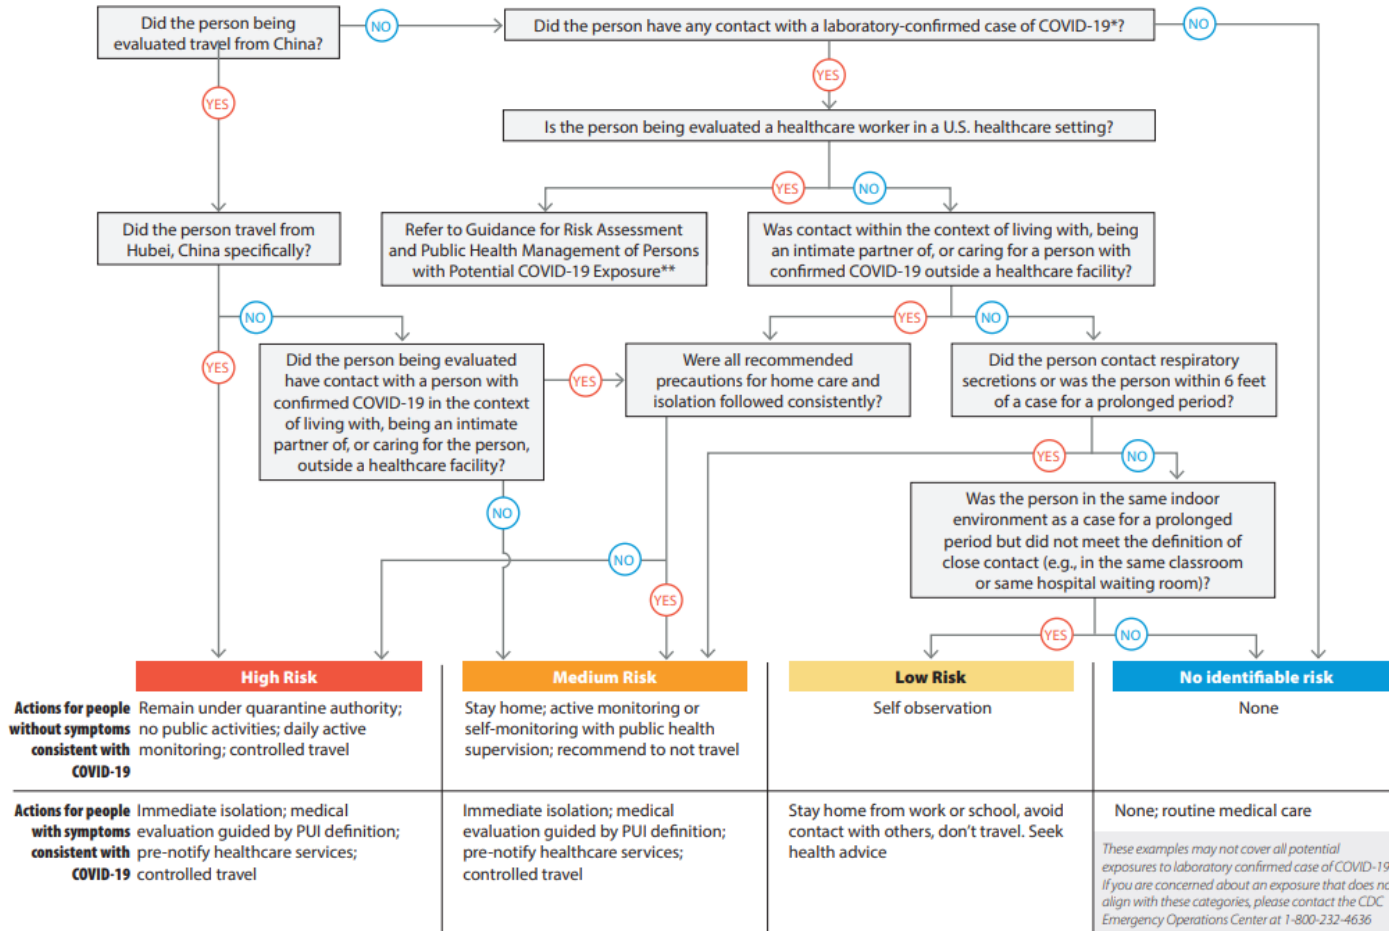 Did the person being
evaluated travel from China?
NO
Did the person have any contact with a laboratory-confirmed case of COVID-19*?
NO
YES
YES
Is the person being evaluated a healthcare worker in a U.S. healthcare setting?
YES
NO
Did the person travel from
Hubei, China specifically?
Refer to Guidance for Risk Assessment
and Public Health Management of Persons
with Potential COVID-19 Exposure**
Was contact within the context of living with, being
an intimate partner of, or caring for a person with
confirmed COVID-19 outside a healthcare facility?
NO
YES
NO
YES
Did the person being evaluated
have contact with a person with
confirmed COVID-19 in the context
of living with, being an intimate
partner of, or caring for the person,
outside a healthcare facility?
YES
Were all recommended
precautions for home care and
isolation followed consistently?
Did the person contact respiratory
secretions or was the person within 6 feet
of a case for a prolonged period?
YES
NO
NO
Was the person in the same indoor
environment as a case for a prolonged
period but did not meet the definition of
close contact (e.g., in the same classroom
or same hospital waiting room)?
NO
YES
YES
NO
High Risk
Medium Risk
Low Risk
No identifiable risk
Actions for people
without symptoms
consistent with
COVID-19
Remain under quarantine authority;
no public activities; daily active
monitoring; controlled travel
Stay home; active monitoring or
self-monitoring with public health
supervision; recommend to not travel
Self observation
None
Actions for people
with symptoms
consistent with
COVID-19
Immediate isolation; medical
evaluation guided by PUI definition;
pre-notify healthcare services;
controlled travel
Immediate isolation; medical
evaluation guided by PUI definition;
pre-notify healthcare services;
controlled travel
Stay home from work or school, avoid
contact with others, don't travel. Seek
health advice
None; routine medical care
These examples may not cover all potential
exposures to laboratory confirmed case of COVID-19
If you are concerned about an exposure that does no
align with these categories, please contact the CDC
Emergency Operations Center at 1-800-232-4636